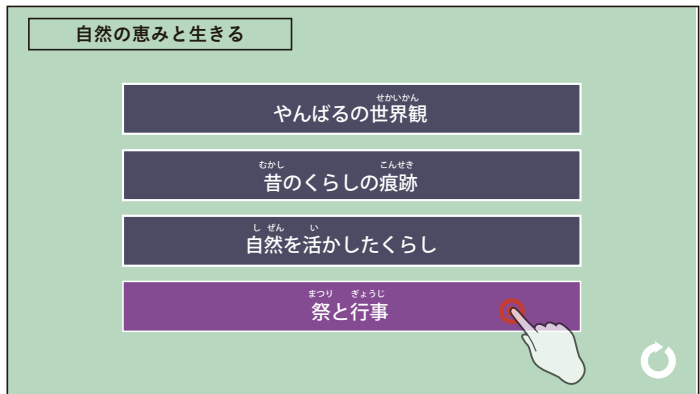 自然の恵みと生きる
せかいかん
やんばるの世界観
むかし こんせき
昔のくらしの痕跡
しぜん い
自然を活かしたくらし
まつり ぎょうじ
祭と行事